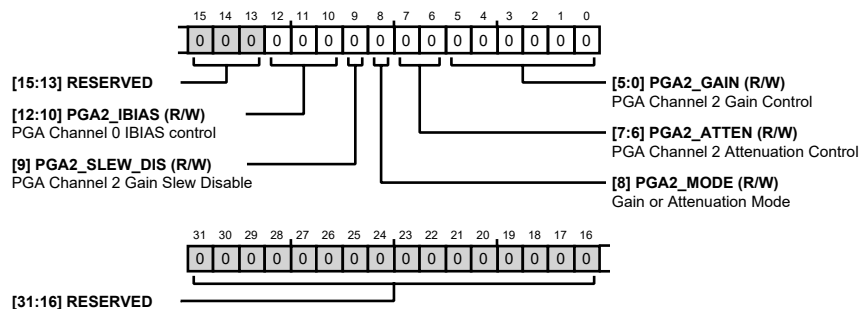 15 14 13 12 11 10 9 8 7 6 5 4 3 2 1 0
0 0 0 0 0 0 0 0 0 0 0 0 0 0 0 0
[15:13] RESERVED
[12:10] PGA2_IBIAS (R/W)
PGA Channel 0 IBIAS control
[9] PGA2_SLEW_DIS (R/W)
PGA Channel 2 Gain Slew Disable
[5:0] PGA2_GAIN (R/W)
PGA Channel 2 Gain Control
[7:6] PGA2_ATTEN (R/W)
PGA Channel 2 Attenuation Control
[8] PGA2_MODE (R/W)
Gain or Attenuation Mode
31 30 29 28 27 26 25 24 23 22 21 20 19 18 17 16
0 0 0 0 0 0 0 0 0 0 0 0 0 0 0 0
[31:16] RESERVED